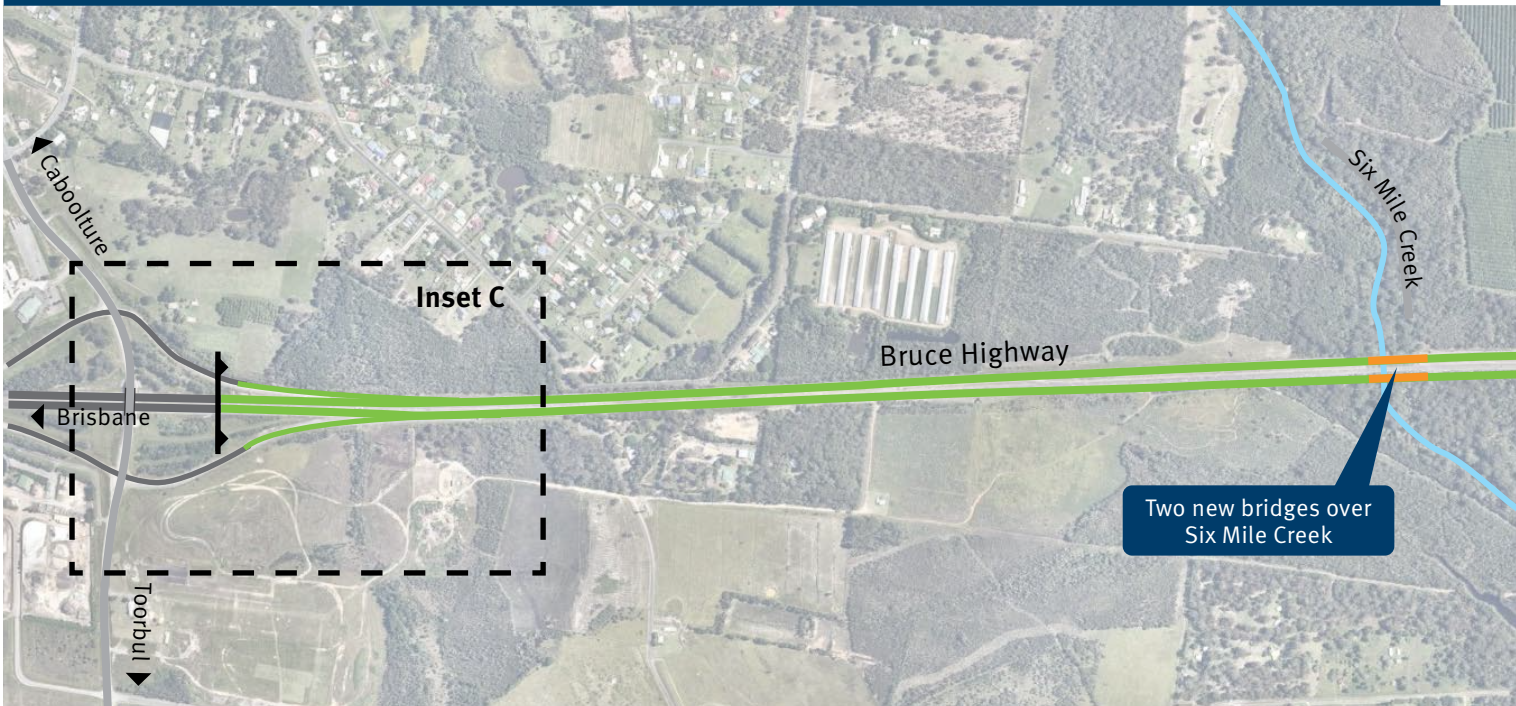 Caboolture
Inset C
Six Mile Creek
Bruce Highway
Brisbane
Two new bridges over
Six Mile Creek
Toorbul